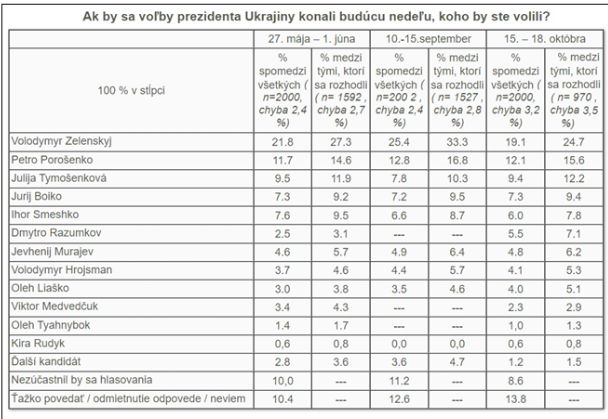 Ak by sa voľby prezidenta Ukrajiny konali budúcu nedeľu, koho by ste volili?
27. mája – 1. júna 10.-15.september 15. – 18. októbra
100 % v stĺpci
% spomedzi všetkých ( n=2000, chyba 2,4 %) % medzi tými, ktorí sa rozhodli ( n= 1592 , chyba 2,7 %) % spomedzi všetkých ( n=200 2 , chyba 2,4 %) % medzi tými, ktorí sa rozhodli ( n= 1527 , chyba 2,8 %) % spomedzi všetkých ( n=2000, chyba 3,2 %) % medzi tými, ktorí sa rozhodli ( n= 970 , chyba 3,5 %)
Volodymyr Zelenskyj 21.8 27.3 25.4 33.3 19.1 24.7
Petro Porošenko 11.7 14.6 12.8 16.8 12.1 15.6
Julija Tymošenková 9.5 11.9 7.8 10.3 9.4 12.2
Jurij Boiko 7.3 9.2 7.2 9.5 7.3 9.4
Ihor Smeshko 7.6 9.5 6.6 8.7 6.0 7.8
Dmytro Razumkov 2.5 3.1 --- --- 5.5 7.1
Jevhenij Murajev 4.6 5.7 4.9 6.4 4.8 6.2
Volodymyr Hrojsman 3.7 4.6 4.4 5.7 4.1 5.3
Oleh Liaško 3.0 3.8 3.5 4.6 4.0 5.1
Viktor Medvedčuk 3.4 4.3 --- --- 2.3 2.9
Oleh Tyahnybok 1.4 1.7 --- --- 1,0 1.3
Kira Rudyk 0,6 0,8 0,0 0,0 0,6 0,8
Ďalší kandidát 2.8 3.6 3.6 4.7 1.2 1.5
Nezúčastnil by sa hlasovania 10,0 --- 11.2 --- 8.6 ---
Ťažko povedať / odmietnutie odpovede / neviem 10.4 --- 12.6 --- 13.8 ---